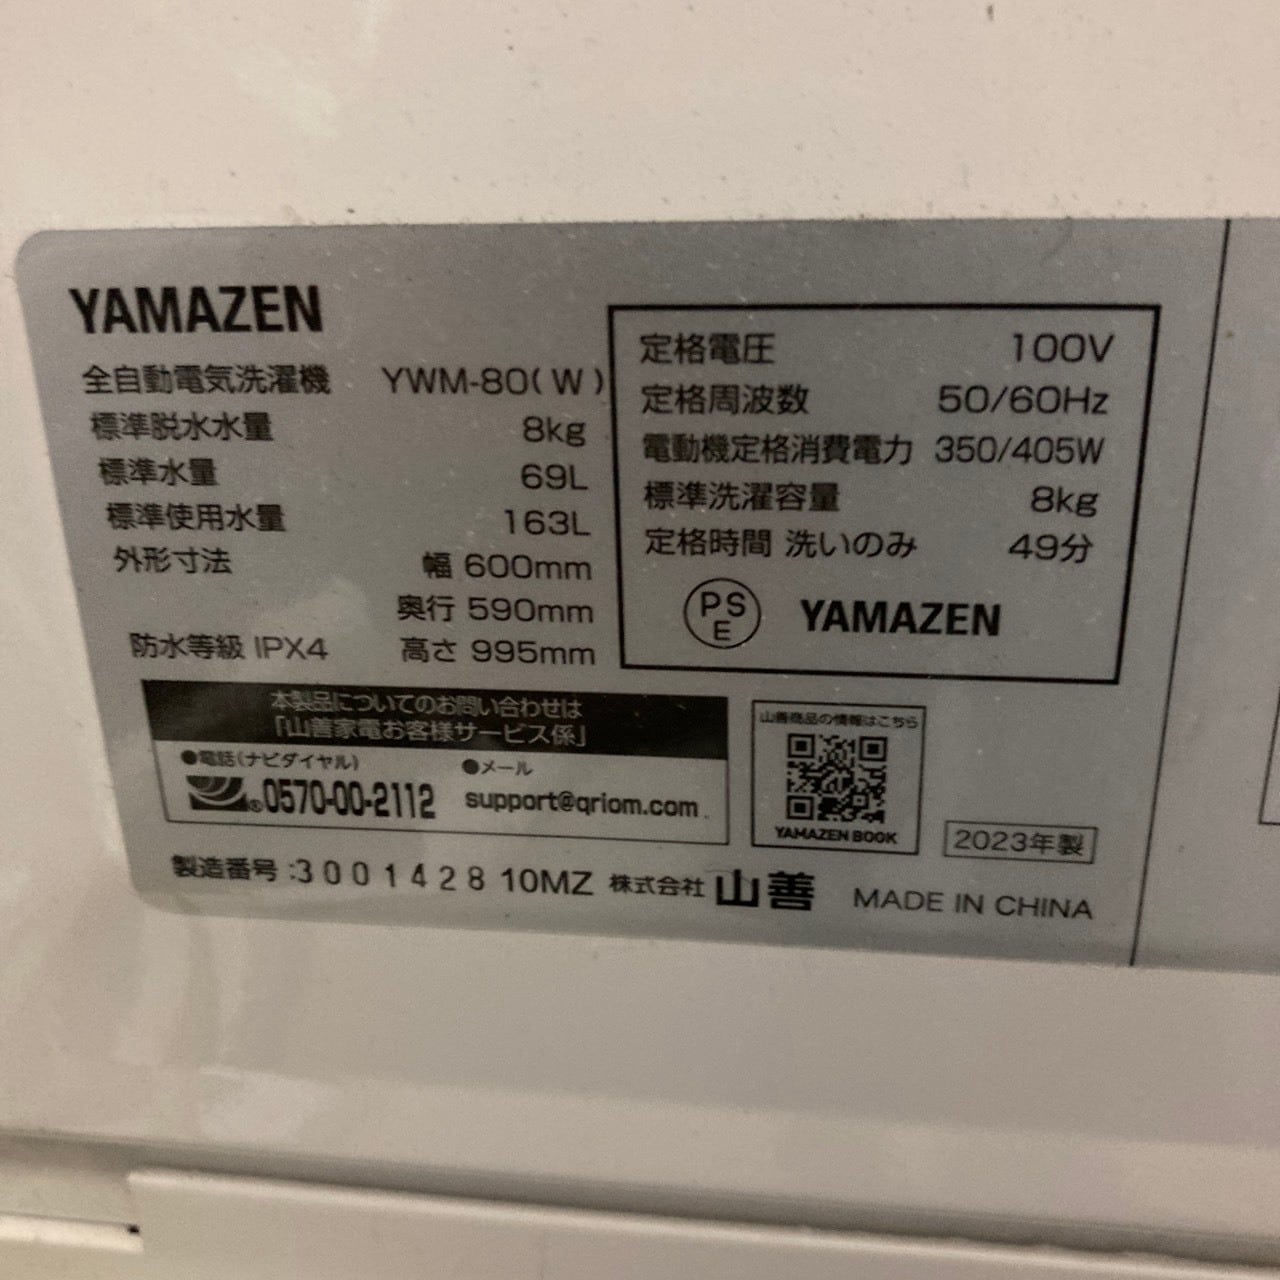 YAMAZEN
全自動電気洗濯機 YWM-80(W)
標準脱水水量 8kg
標準水量 69L
標準使用水量 163L
外形寸法 幅 600mm
奥行 590mm
防水等級 IPX4 高さ 995mm
定格電圧 100V
定格周波数 50/60Hz
電動機定格消費電力 350/405W
標準洗濯容量 8kg
定格時間 洗いのみ 49分
PS
E
YAMAZEN
本製品についてのお問い合わせは
「山善家電お客様サービス係」
●電話(ナビダイヤル) ●メール
®0570-00-2112 support@qriom.com
山善商品の情報はこちら
YAMAZEN BOOK
2023年製
製造番号:3001428 10MZ 株式会社 山善 MADE IN CHINA